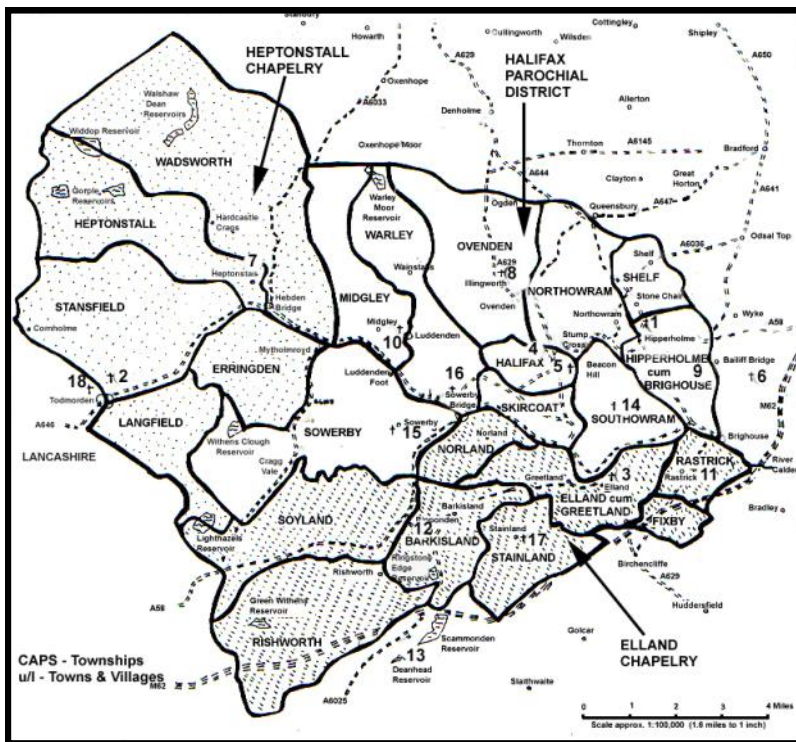 Stanbury
Haworth
Cullingworth
Cottingley
Wilsden
Shipley
A629
A650
HEPTONSTALL
CHAPELRY
HALIFAX
PAROCHIAL
DISTRICT
Oxenhope
A6033
Denholme
Allerton
Walshaw
Dean
Reservoirs
Widdop Reservoir
WADSWORTH
Oxenhope Moor
Thornton
A6145
Bradford
A644
Clayton
Great
Horton
A641
Gorple
Reservoirs
Warley
Moor
Reservoir
Ogden
Queensbury
A647
HEPTONSTALL
Hardcastle
Crags
WARLEY
OVENDEN
Shelf
A6036
Odsal Top
7
Heptonstall
Wainstalls
A629
8
Illingworth
SHELF
STANSFIELD
Hebden
Bridge
MIDGLEY
NORTHOWRAM
Stone Chair
Ovenden
Northowram
Wyke
Cornholme
Midgley
10
Luddenden
11
A58
Mytholmroyd
Stump
Cross
Hipperholme
ERRINGDEN
4
HALIFAX
5
Beacon
Hill
HIPPERHOLME
cum
BRIGHOUSE
9
Bailiff Bridge
6
18
2
Luddenden
Foot
16
Todmorden
Sowerby
Bridge
SKIRCOAT
14
SOUTHOWRAM
M62
A646
LANGFIELD
Withens Clough
Reservoir
SOWERBY
15
Sowerby
Norland
NORLAND
Brighouse
LANCASHIRE
Cragg
Vale
Greetland
3
Elland
RASTRICK
Rastrick
11
River
Calder
ELLAND cum
GREETLAND
SOYLAND
Barkisland
Bradley
Lighthazels
Reservoir
12
BARKISLAND
Stainland
17
STAINLAND
FIXBY
Ringstone
Edge
Reservoir
Rishworth
Birchencliffe
A629
A58
Green Withens
Reservoir
Huddersfield
RISHWORTH
Scammonden
Reservoir
Golcar
ELLAND
CHAPELRY
13
Deanhead
Reservoir
CAPS - Townships
u/l - Towns & Villages
M62
A6025
Slaithwaite
0 1 2 3 4 Miles
Scale approx. 1:100,000 (1.6 miles to 1 inch)